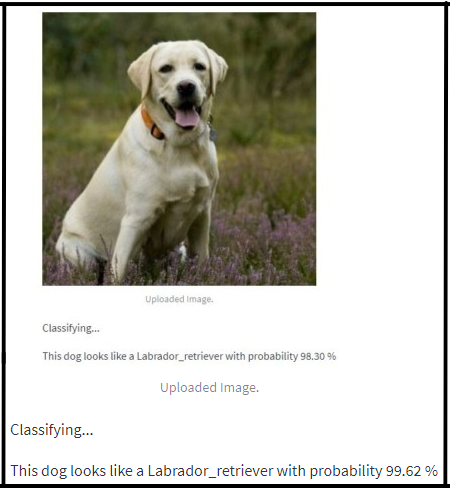 Uploaded Image.
Classifying...
This dog looks like a Labrador_retriever with probability 98.30 %
Uploaded Image.
Classifying...
This dog looks like a Labrador_retriever with probability 99.62 %